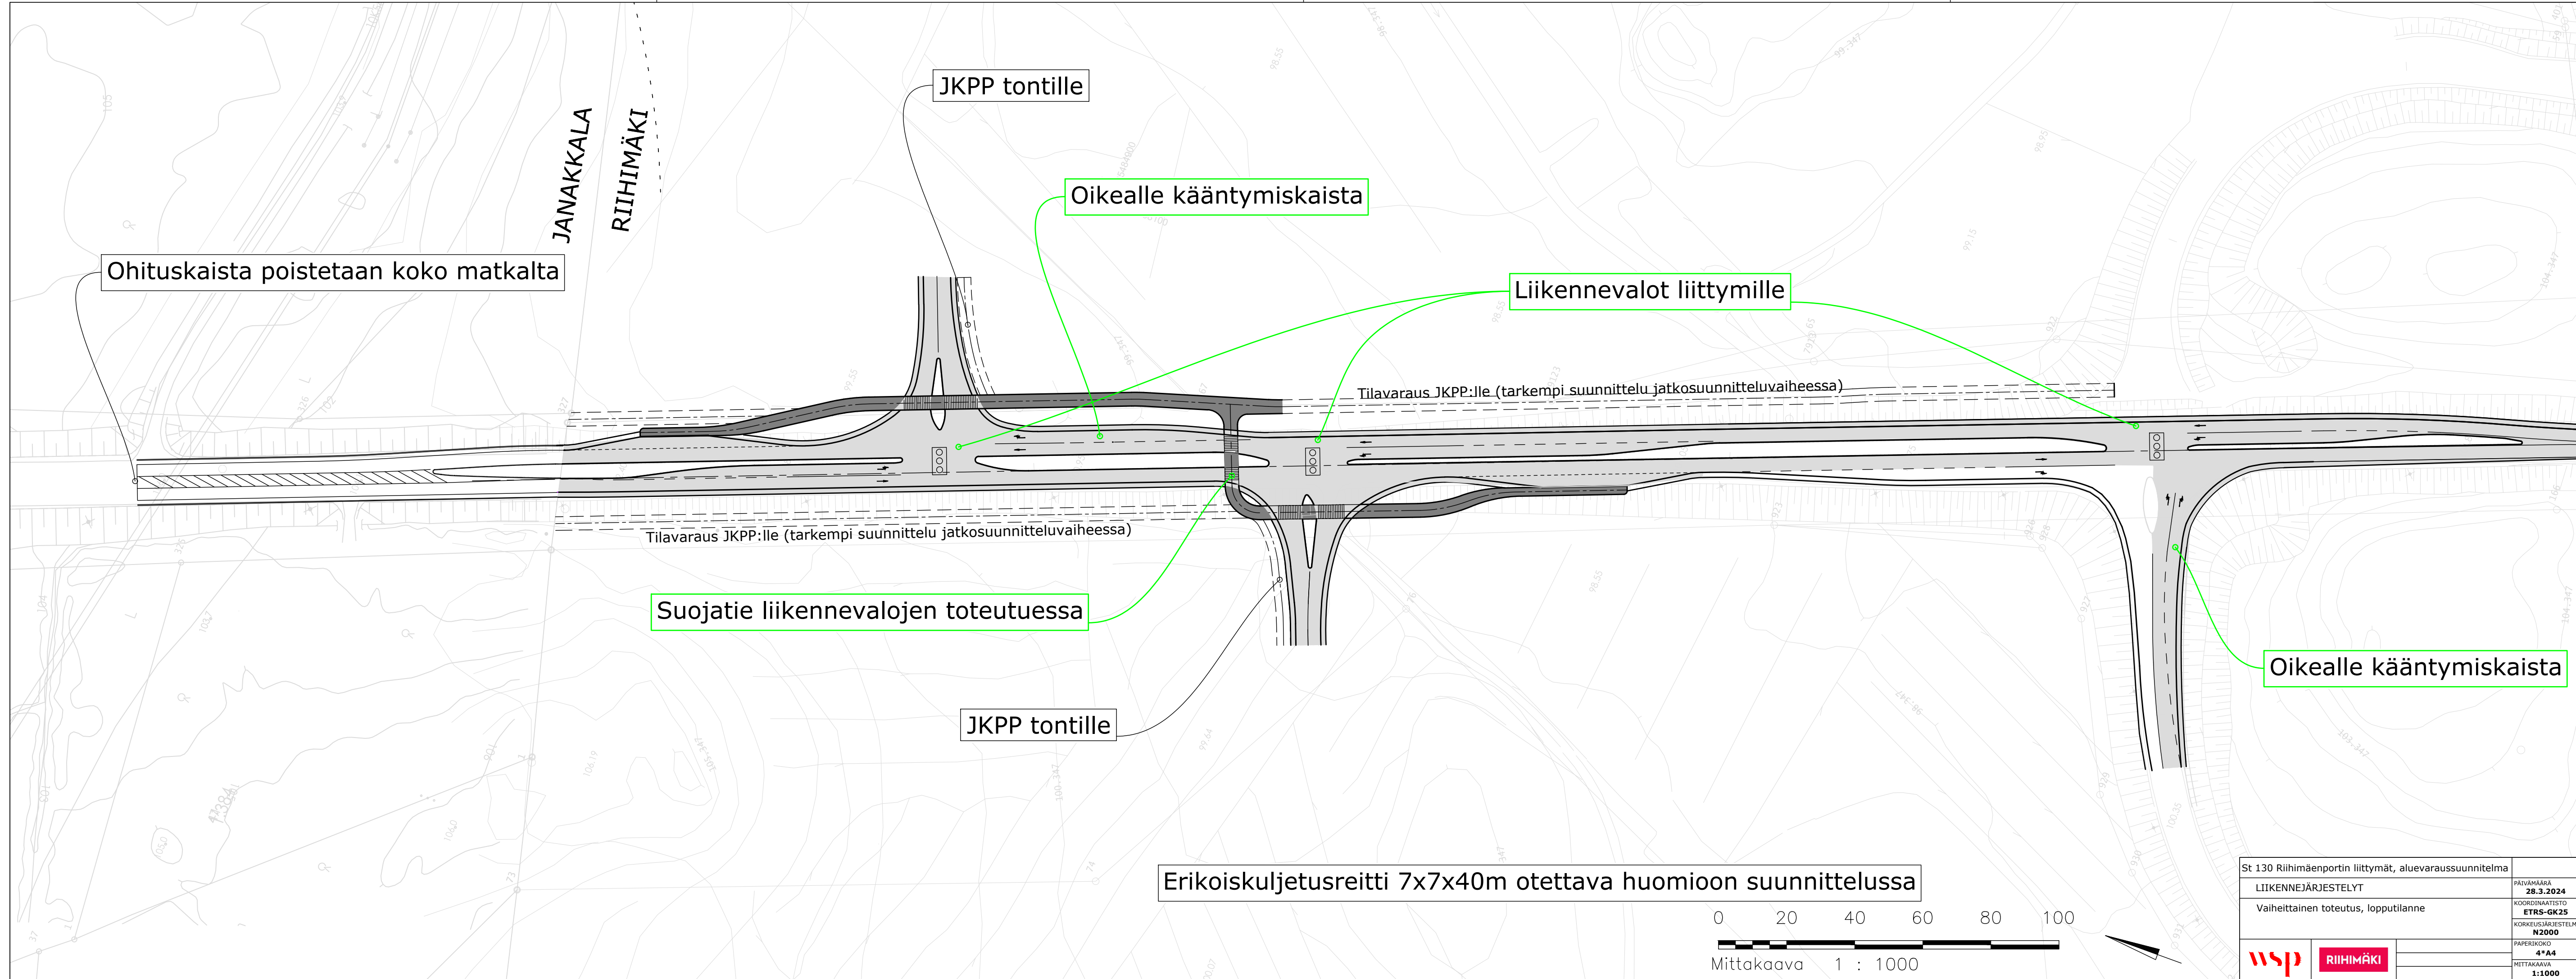 JKPP tontille
JANAKKALA
RIIHIMÄKI
Oikealle kääntymiskaista
Ohituskaista poistetaan koko matkalta
Liikennevalot liittymille
Tilavaraus JKPP:lle (tarkempi suunnittelu jatkosuunnitteluvaiheessa)
Tilavaraus JKPP:lle (tarkempi suunnittelu jatkosuunnitteluvaiheessa)
Suojatie liikennevalojen toteutuessa
Oikealle kääntymiskaista
JKPP tontille
Erikoiskuljetusreitti 7x7x40m otettava huomioon suunnittelussa
0 20 40 60 80 100
Mittakaava 1 : 1000
St 130 Riihimäenportin liittymät, aluevaraussuunnitelma
LIIKENNEJÄRJESTELYT
Vaiheittainen toteutus, lopputilanne
PÄIVÄMÄÄRÄ
28.3.2024
KOORDINAATISTO
ETRS-GK25
KORKEUSJÄRJESTELM
N2000
PAPERIKOKO
4*A4
MITTAKAAVA
1:1000
wsp
RIIHIMÄKI